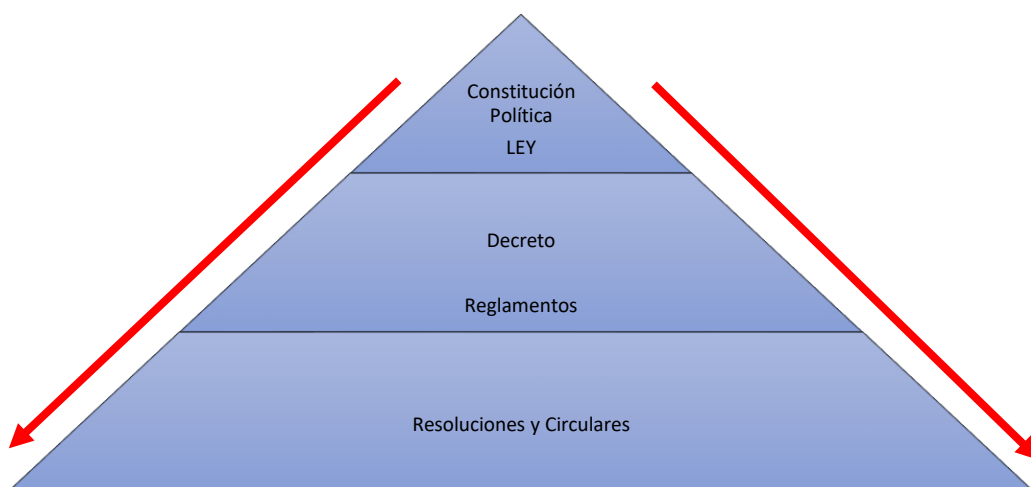 Constitución
Política
LEY
Decreto
Reglamentos
Resoluciones y Circulares